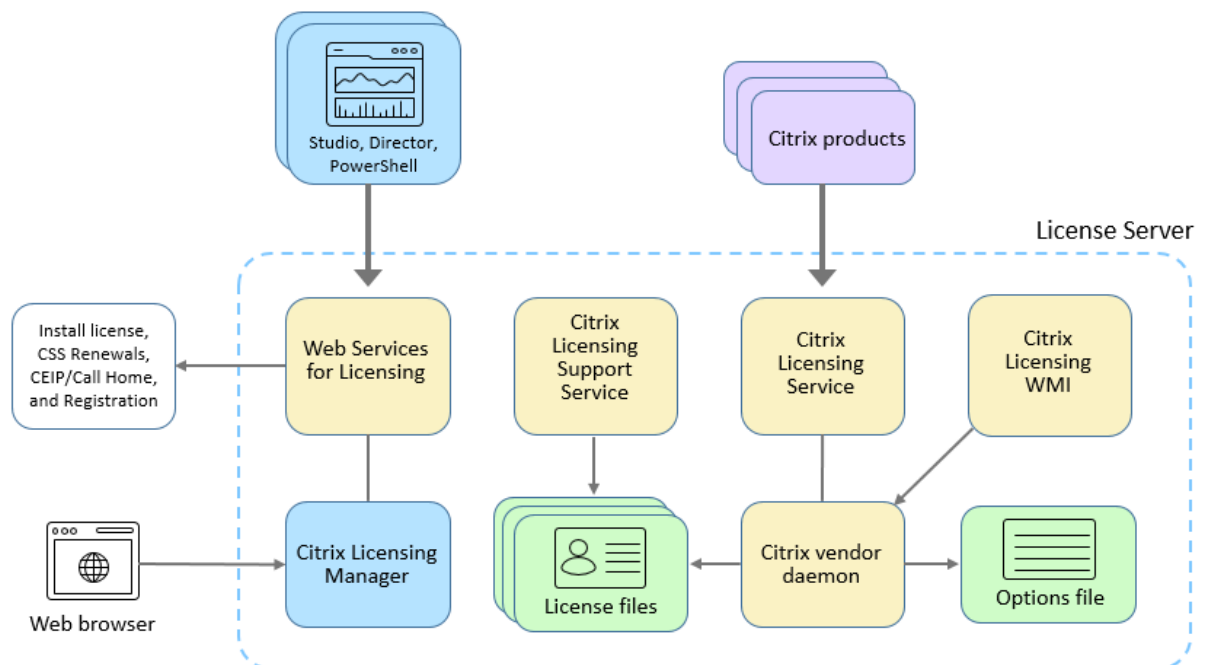 Studio, Director,
PowerShell
Citrix products
License Server
Install license,
CSS Renewals,
CEIP/Call Home,
and Registration
Web Services
for Licensing
Citrix
Licensing
Support
Service
Citrix
Licensing
Service
Citrix
Licensing
WMI
Web browser
Citrix Licensing
Manager
License files
Citrix vendor
daemon
Options file